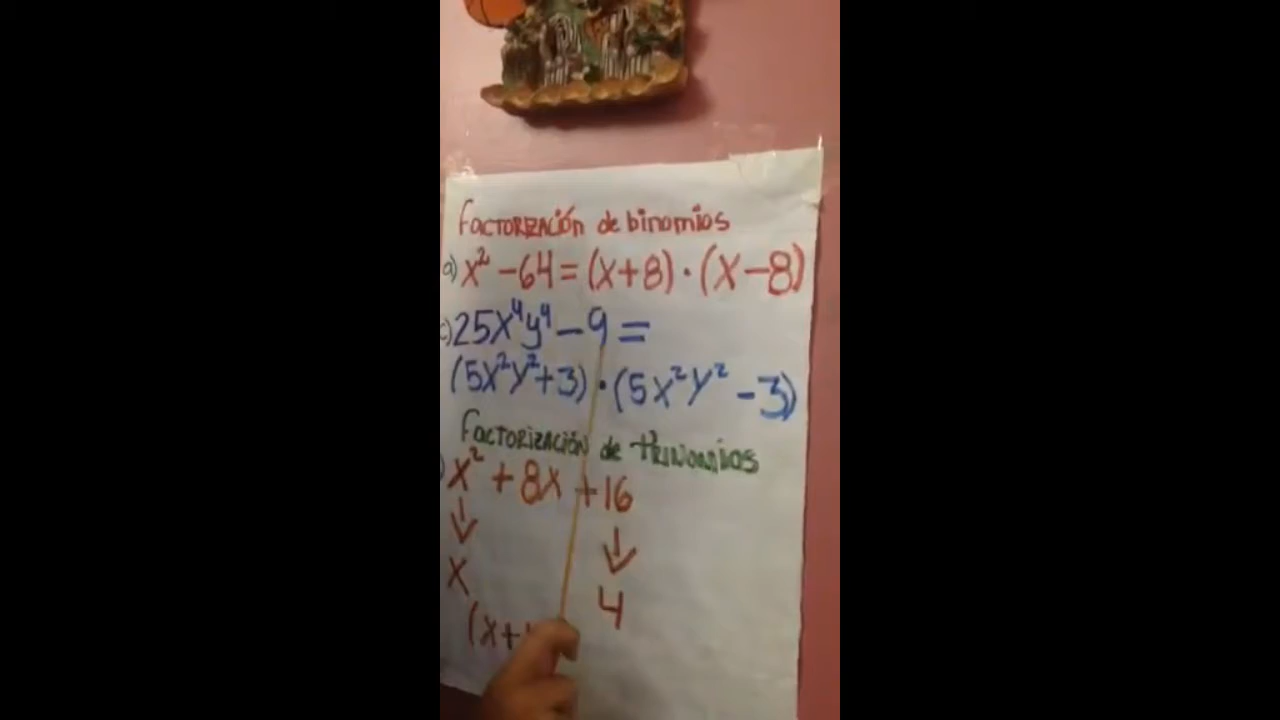 Factorización de binomios
a) x² - 64 = (x+8) · (x-8)
c) 25x⁴y⁴ - 9 =
(5x²y²+3) · (5x²y² - 3)
Factorización de trinomios
x² + 8x + 16
↓ ↓
x 4
(x+